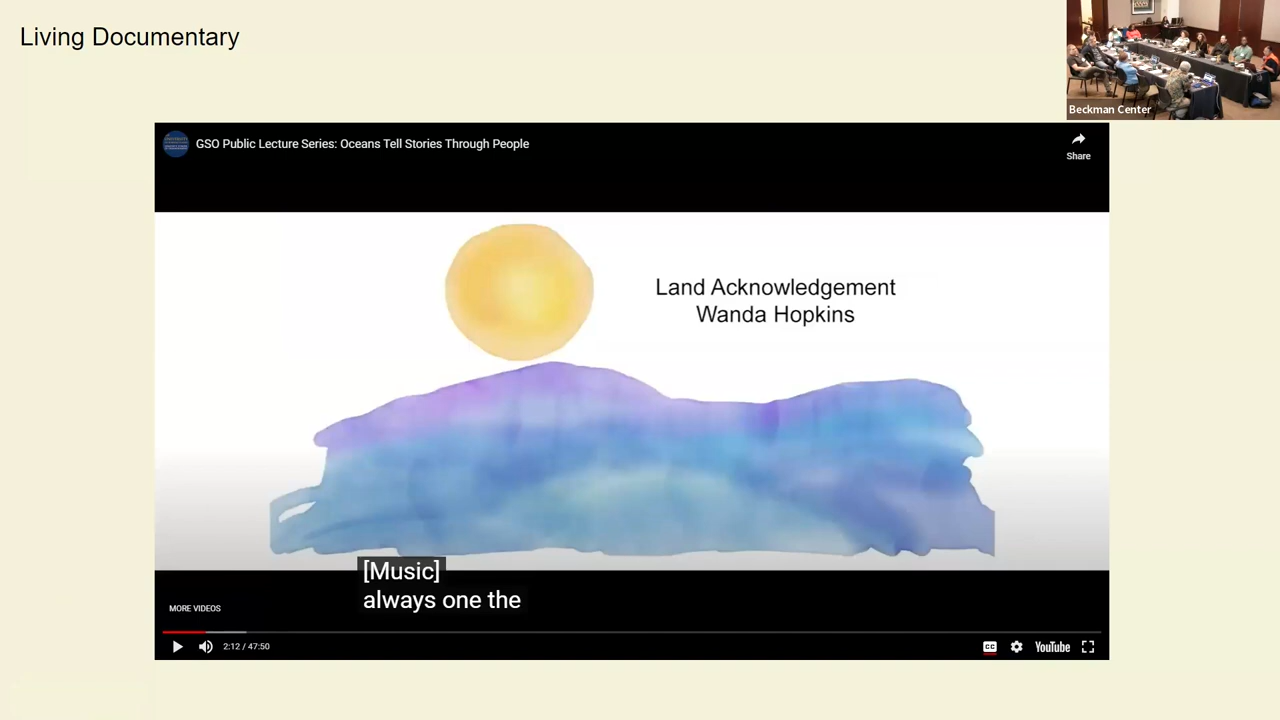 Living Documentary
Beckman Center
GSO Public Lecture Series: Oceans Tell Stories Through People
Share
Land Acknowledgement
Wanda Hopkins
[Music]
always one the
MORE VIDEOS
2:12 / 47:50
CC
YouTube